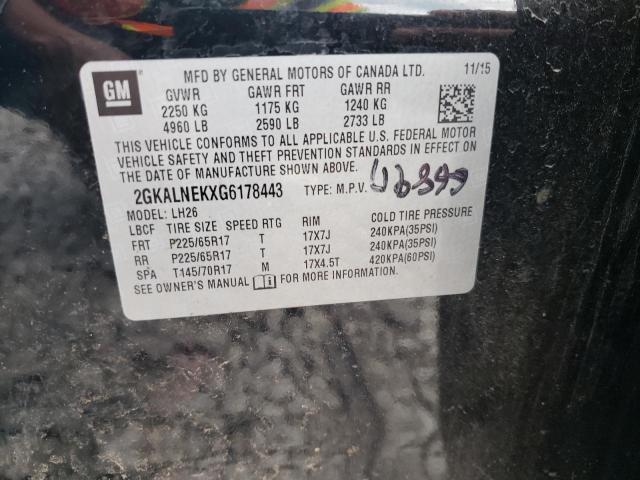 GM
MFD BY GENERAL MOTORS OF CANADA LTD. 11/15
GVWR GAWR FRT GAWR RR
2250 KG 1175 KG 1240 KG
4960 LB 2590 LB 2733 LB
THIS VEHICLE CONFORMS TO ALL APPLICABLE U.S. FEDERAL MOTOR
VEHICLE SAFETY AND THEFT PREVENTION STANDARDS IN EFFECT ON
THE DATE OF MANUFACTURE SHOWN ABOVE.
2GKALNEKXG6178443 TYPE: M.P.V.
MODEL: LH26
LBCF TIRE SIZE SPEED RTG RIM COLD TIRE PRESSURE
FRT P225/65R17 T 17X7J 240KPA(35PSI)
RR P225/65R17 T 17X7J 240KPA(35PSI)
SPA T145/70R17 M 17X4.5T 420KPA(60PSI)
SEE OWNER'S MANUAL FOR MORE INFORMATION.